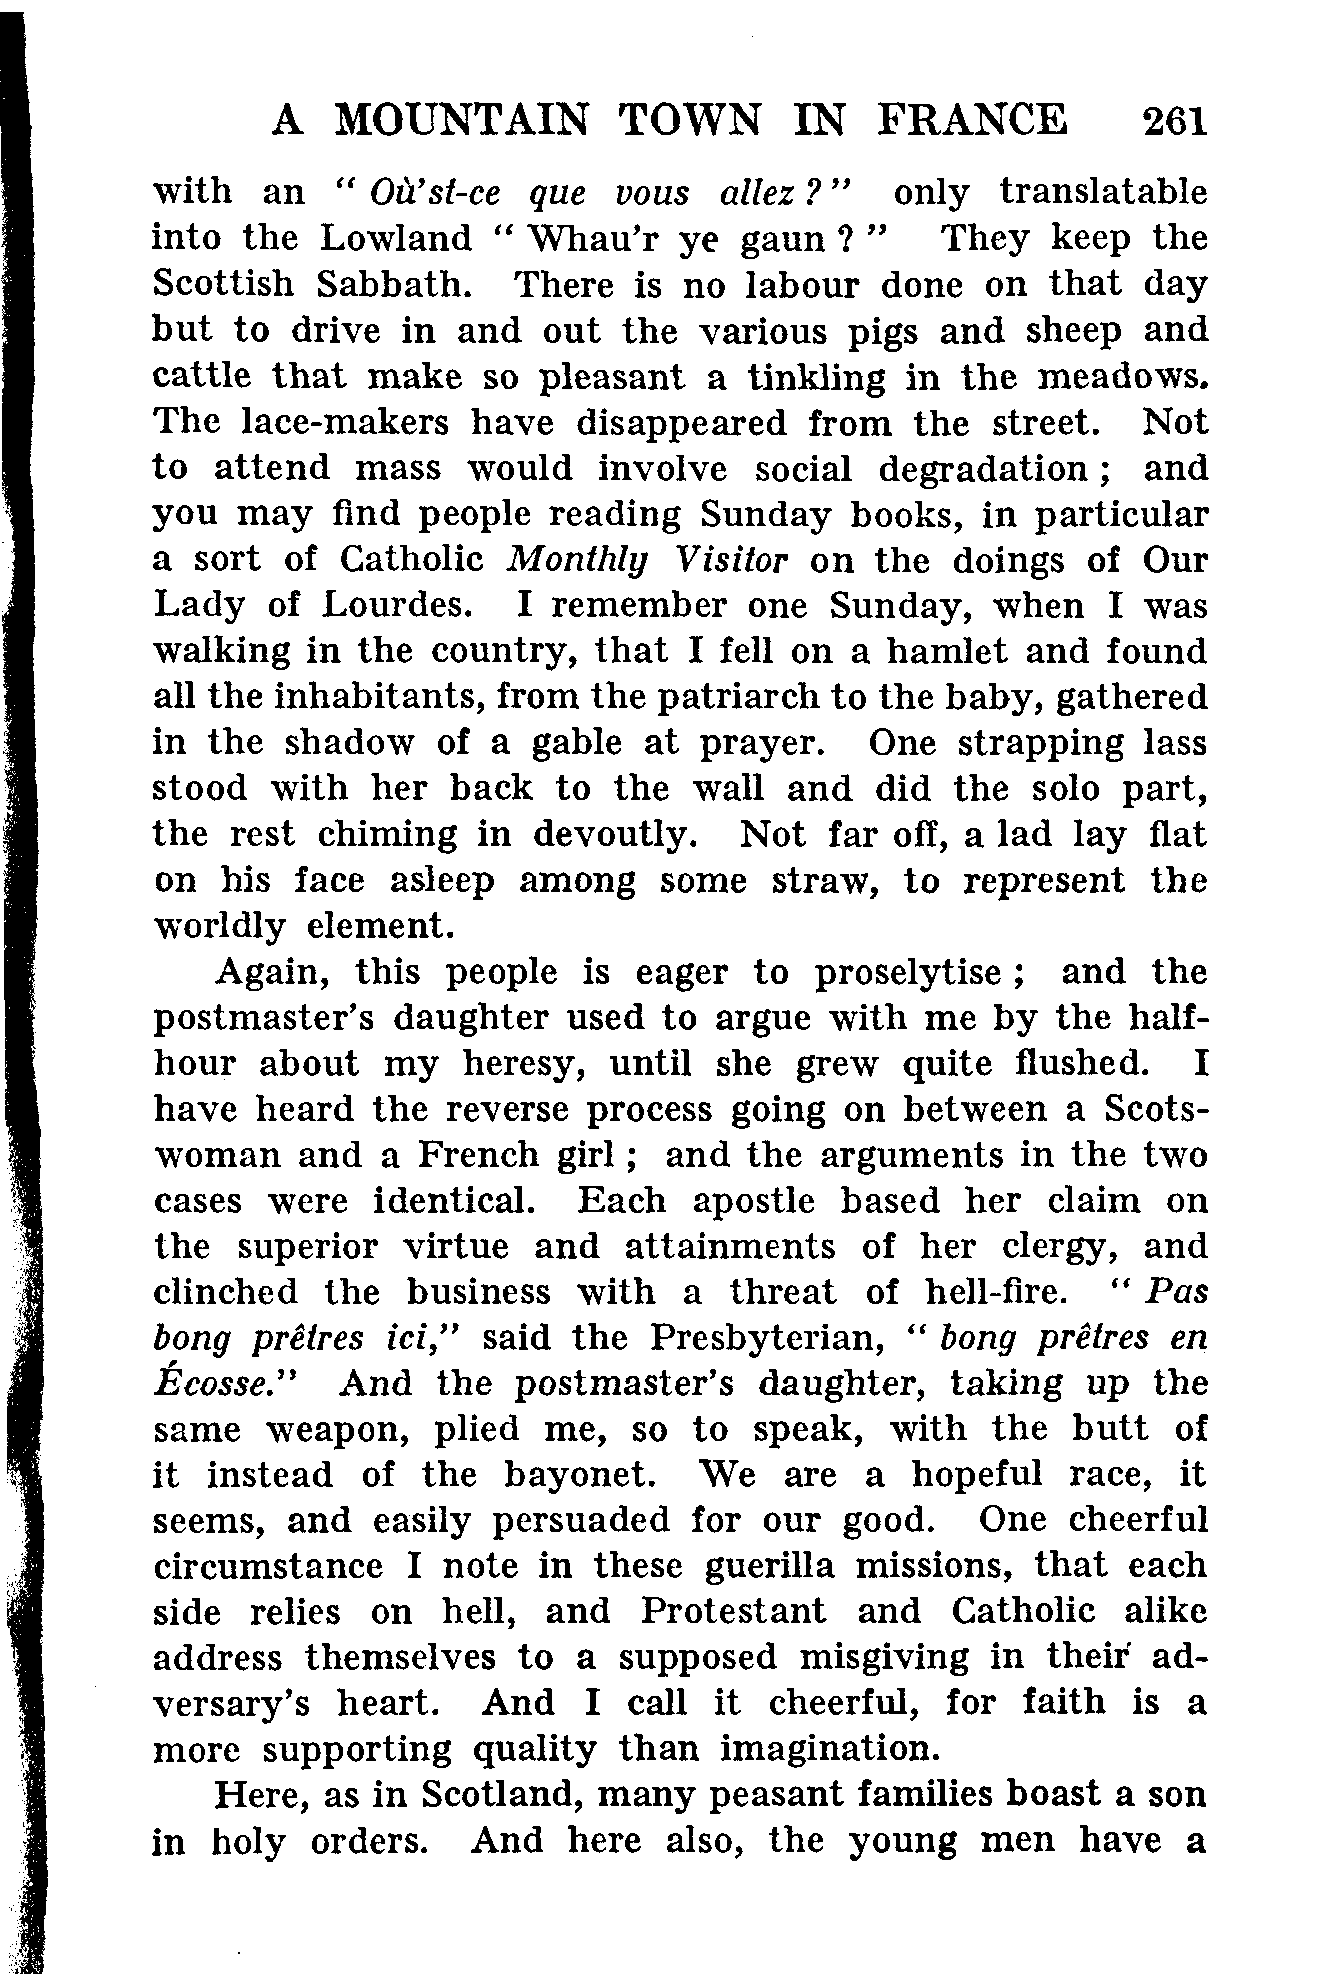 A MOUNTAIN TOWN IN FRANCE 261
with an “ Où'st-ce que vous allez ? ” only translatable
into the Lowland “ Whau'r ye gaun ? ” They keep the
Scottish Sabbath. There is no labour done on that day
but to drive in and out the various pigs and sheep and
cattle that make so pleasant a tinkling in the meadows.
The lace-makers have disappeared from the street. Not
to attend mass would involve social degradation ; and
you may find people reading Sunday books, in particular
a sort of Catholic Monthly Visitor on the doings of Our
Lady of Lourdes. I remember one Sunday, when I was
walking in the country, that I fell on a hamlet and found
all the inhabitants, from the patriarch to the baby, gathered
in the shadow of a gable at prayer. One strapping lass
stood with her back to the wall and did the solo part,
the rest chiming in devoutly. Not far off, a lad lay flat
on his face asleep among some straw, to represent the
worldly element.
Again, this people is eager to proselytise ; and the
postmaster's daughter used to argue with me by the half-
hour about my heresy, until she grew quite flushed. I
have heard the reverse process going on between a Scots-
woman and a French girl ; and the arguments in the two
cases were identical. Each apostle based her claim on
the superior virtue and attainments of her clergy, and
clinched the business with a threat of hell-fire. “ Pas
bong prêtres ici,” said the Presbyterian, “ bong prêtres en
Écosse.” And the postmaster's daughter, taking up the
same weapon, plied me, so to speak, with the butt of
it instead of the bayonet. We are a hopeful race, it
seems, and easily persuaded for our good. One cheerful
circumstance I note in these guerilla missions, that each
side relies on hell, and Protestant and Catholic alike
address themselves to a supposed misgiving in their ad-
versary's heart. And I call it cheerful, for faith is a
more supporting quality than imagination.
Here, as in Scotland, many peasant families boast a son
in holy orders. And here also, the young men have a